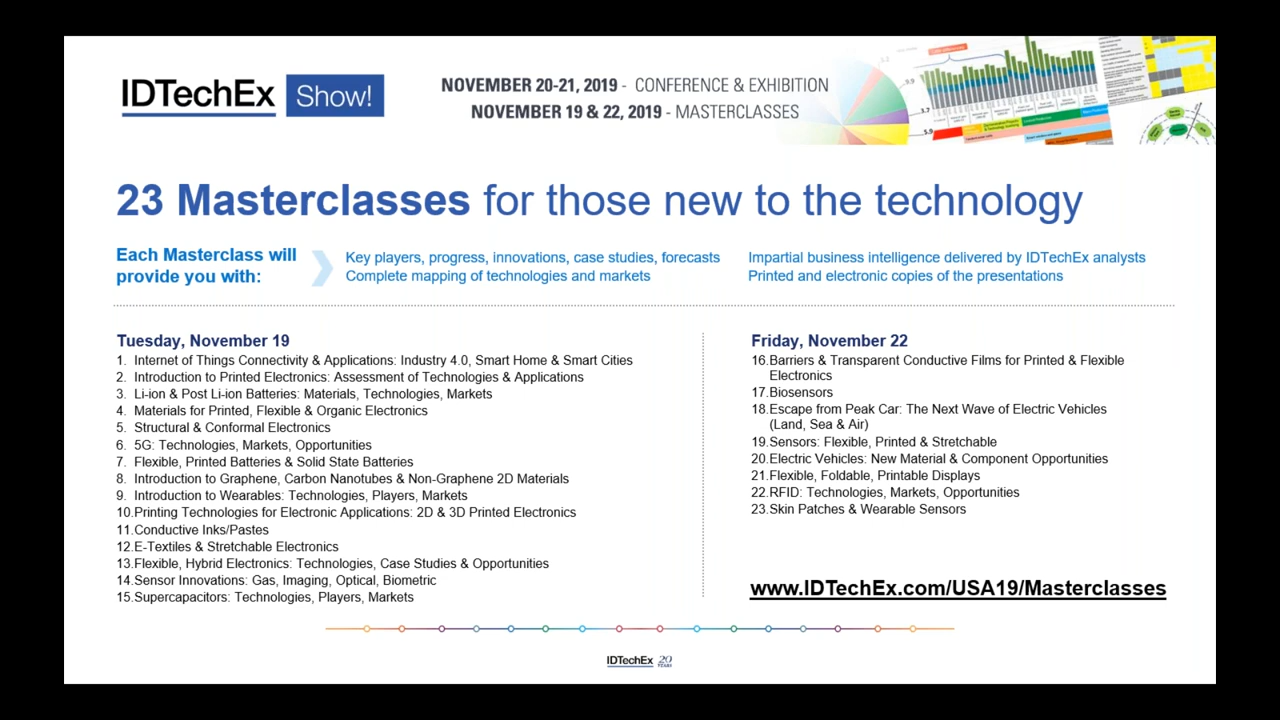 IDTechEx Show!
NOVEMBER 20-21, 2019 - CONFERENCE & EXHIBITION
NOVEMBER 19 & 22, 2019 - MASTERCLASSES
23 Masterclasses for those new to the technology
Each Masterclass will
provide you with:
Key players, progress, innovations, case studies, forecasts
Complete mapping of technologies and markets
Impartial business intelligence delivered by IDTechEx analysts
Printed and electronic copies of the presentations
Tuesday, November 19
1. Internet of Things Connectivity & Applications: Industry 4.0, Smart Home & Smart Cities
2. Introduction to Printed Electronics: Assessment of Technologies & Applications
3. Li-ion & Post Li-ion Batteries: Materials, Technologies, Markets
4. Materials for Printed, Flexible & Organic Electronics
5. Structural & Conformal Electronics
6. 5G: Technologies, Markets, Opportunities
7. Flexible, Printed Batteries & Solid State Batteries
8. Introduction to Graphene, Carbon Nanotubes & Non-Graphene 2D Materials
9. Introduction to Wearables: Technologies, Players, Markets
10.Printing Technologies for Electronic Applications: 2D & 3D Printed Electronics
11.Conductive Inks/Pastes
12.E-Textiles & Stretchable Electronics
13.Flexible, Hybrid Electronics: Technologies, Case Studies & Opportunities
14.Sensor Innovations: Gas, Imaging, Optical, Biometric
15.Supercapacitors: Technologies, Players, Markets
Friday, November 22
16.Barriers & Transparent Conductive Films for Printed & Flexible
Electronics
17.Biosensors
18.Escape from Peak Car: The Next Wave of Electric Vehicles
(Land, Sea & Air)
19.Sensors: Flexible, Printed & Stretchable
20.Electric Vehicles: New Material & Component Opportunities
21.Flexible, Foldable, Printable Displays
22.RFID: Technologies, Markets, Opportunities
23.Skin Patches & Wearable Sensors
www.IDTechEx.com/USA19/Masterclasses
IDTechEx 20 YEARS